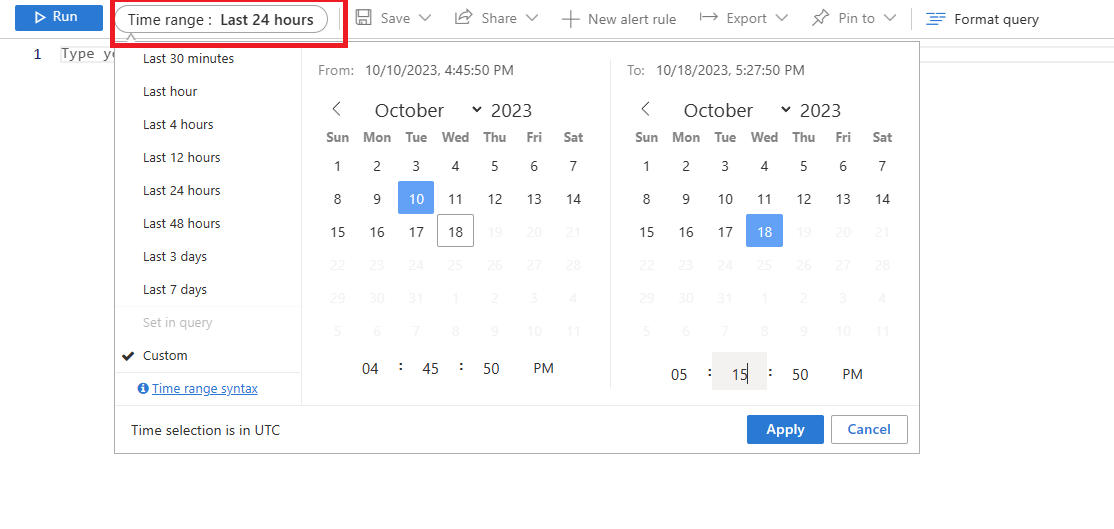 Run Time range : Last 24 hours Save Share New alert rule Export Pin to Format query
1 Type
Last 30 minutes
Last hour
Last 4 hours
Last 12 hours
Last 24 hours
Last 48 hours
Last 3 days
Last 7 days
Set in query
Custom
Time range syntax
From: 10/10/2023, 4:45:50 PM
October 2023
Sun Mon Tue Wed Thu Fri Sat
1 2 3 4 5 6 7
8 9 10 11 12 13 14
15 16 17 18 19 20 21
22 23 24 25 26 27 28
29 30 31 1 2 3 4
5 6 7 8 9 10 11
04 : 45 : 50 PM
To: 10/18/2023, 5:27:50 PM
October 2023
Sun Mon Tue Wed Thu Fri Sat
1 2 3 4 5 6 7
8 9 10 11 12 13 14
15 16 17 18 19 20 21
22 23 24 25 26 27 28
29 30 31 1 2 3 4
5 6 7 8 9 10 11
05 : 15 : 50 PM
Time selection is in UTC
Apply Cancel